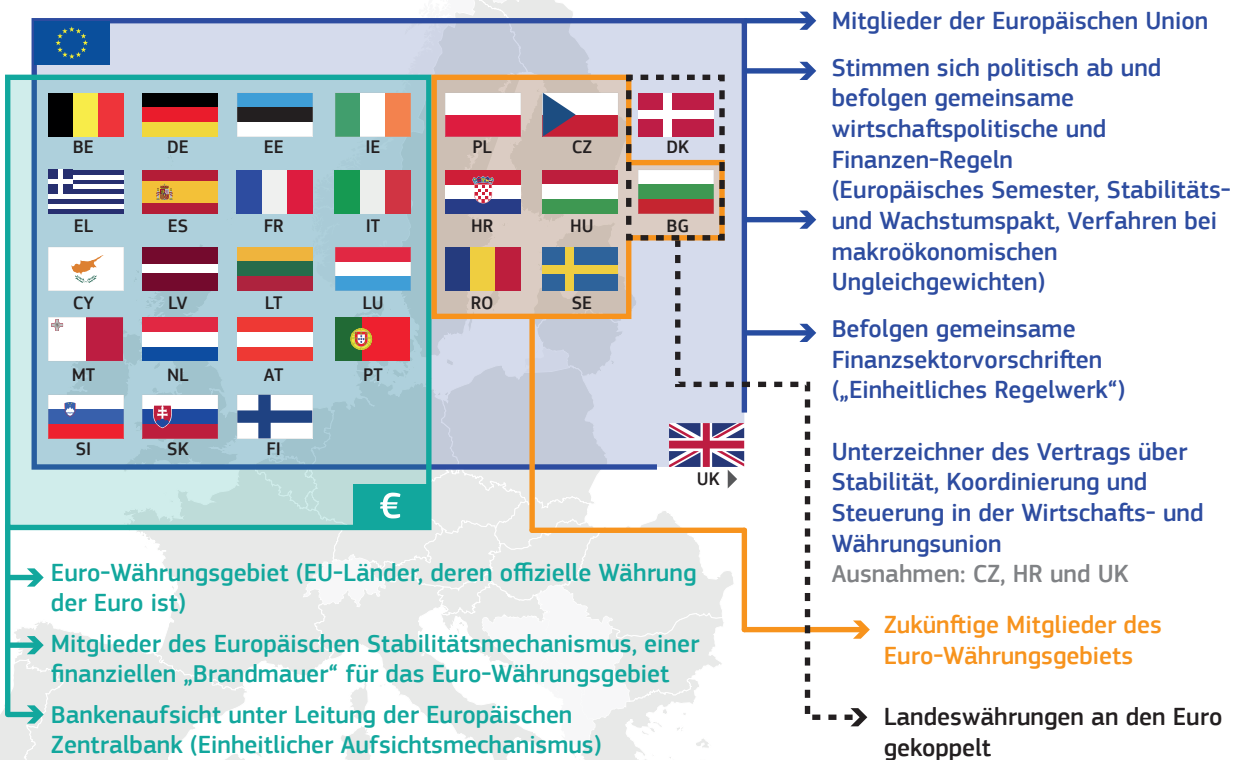 BE DE EE IE
PL CZ DK
EL ES FR IT
HR HU BG
CY LV LT LU
RO SE
MT NL AT PT
SI SK FI
UK
€
Mitglieder der Europäischen Union
Stimmen sich politisch ab und
befolgen gemeinsame
wirtschaftspolitische und
Finanzen-Regeln
(Europäisches Semester, Stabilitäts-
und Wachstumspakt, Verfahren bei
makroökonomischen
Ungleichgewichten)
Befolgen gemeinsame
Finanzsektorvorschriften
(„Einheitliches Regelwerk“)
Unterzeichner des Vertrags über
Stabilität, Koordinierung und
Steuerung in der Wirtschafts- und
Währungsunion
Ausnahmen: CZ, HR und UK
Zukünftige Mitglieder des
Euro-Währungsgebiets
Landeswährungen an den Euro
gekoppelt
Euro-Währungsgebiet (EU-Länder, deren offizielle Währung
der Euro ist)
Mitglieder des Europäischen Stabilitätsmechanismus, einer
finanziellen „Brandmauer“ für das Euro-Währungsgebiet
Bankenaufsicht unter Leitung der Europäischen
Zentralbank (Einheitlicher Aufsichtsmechanismus)